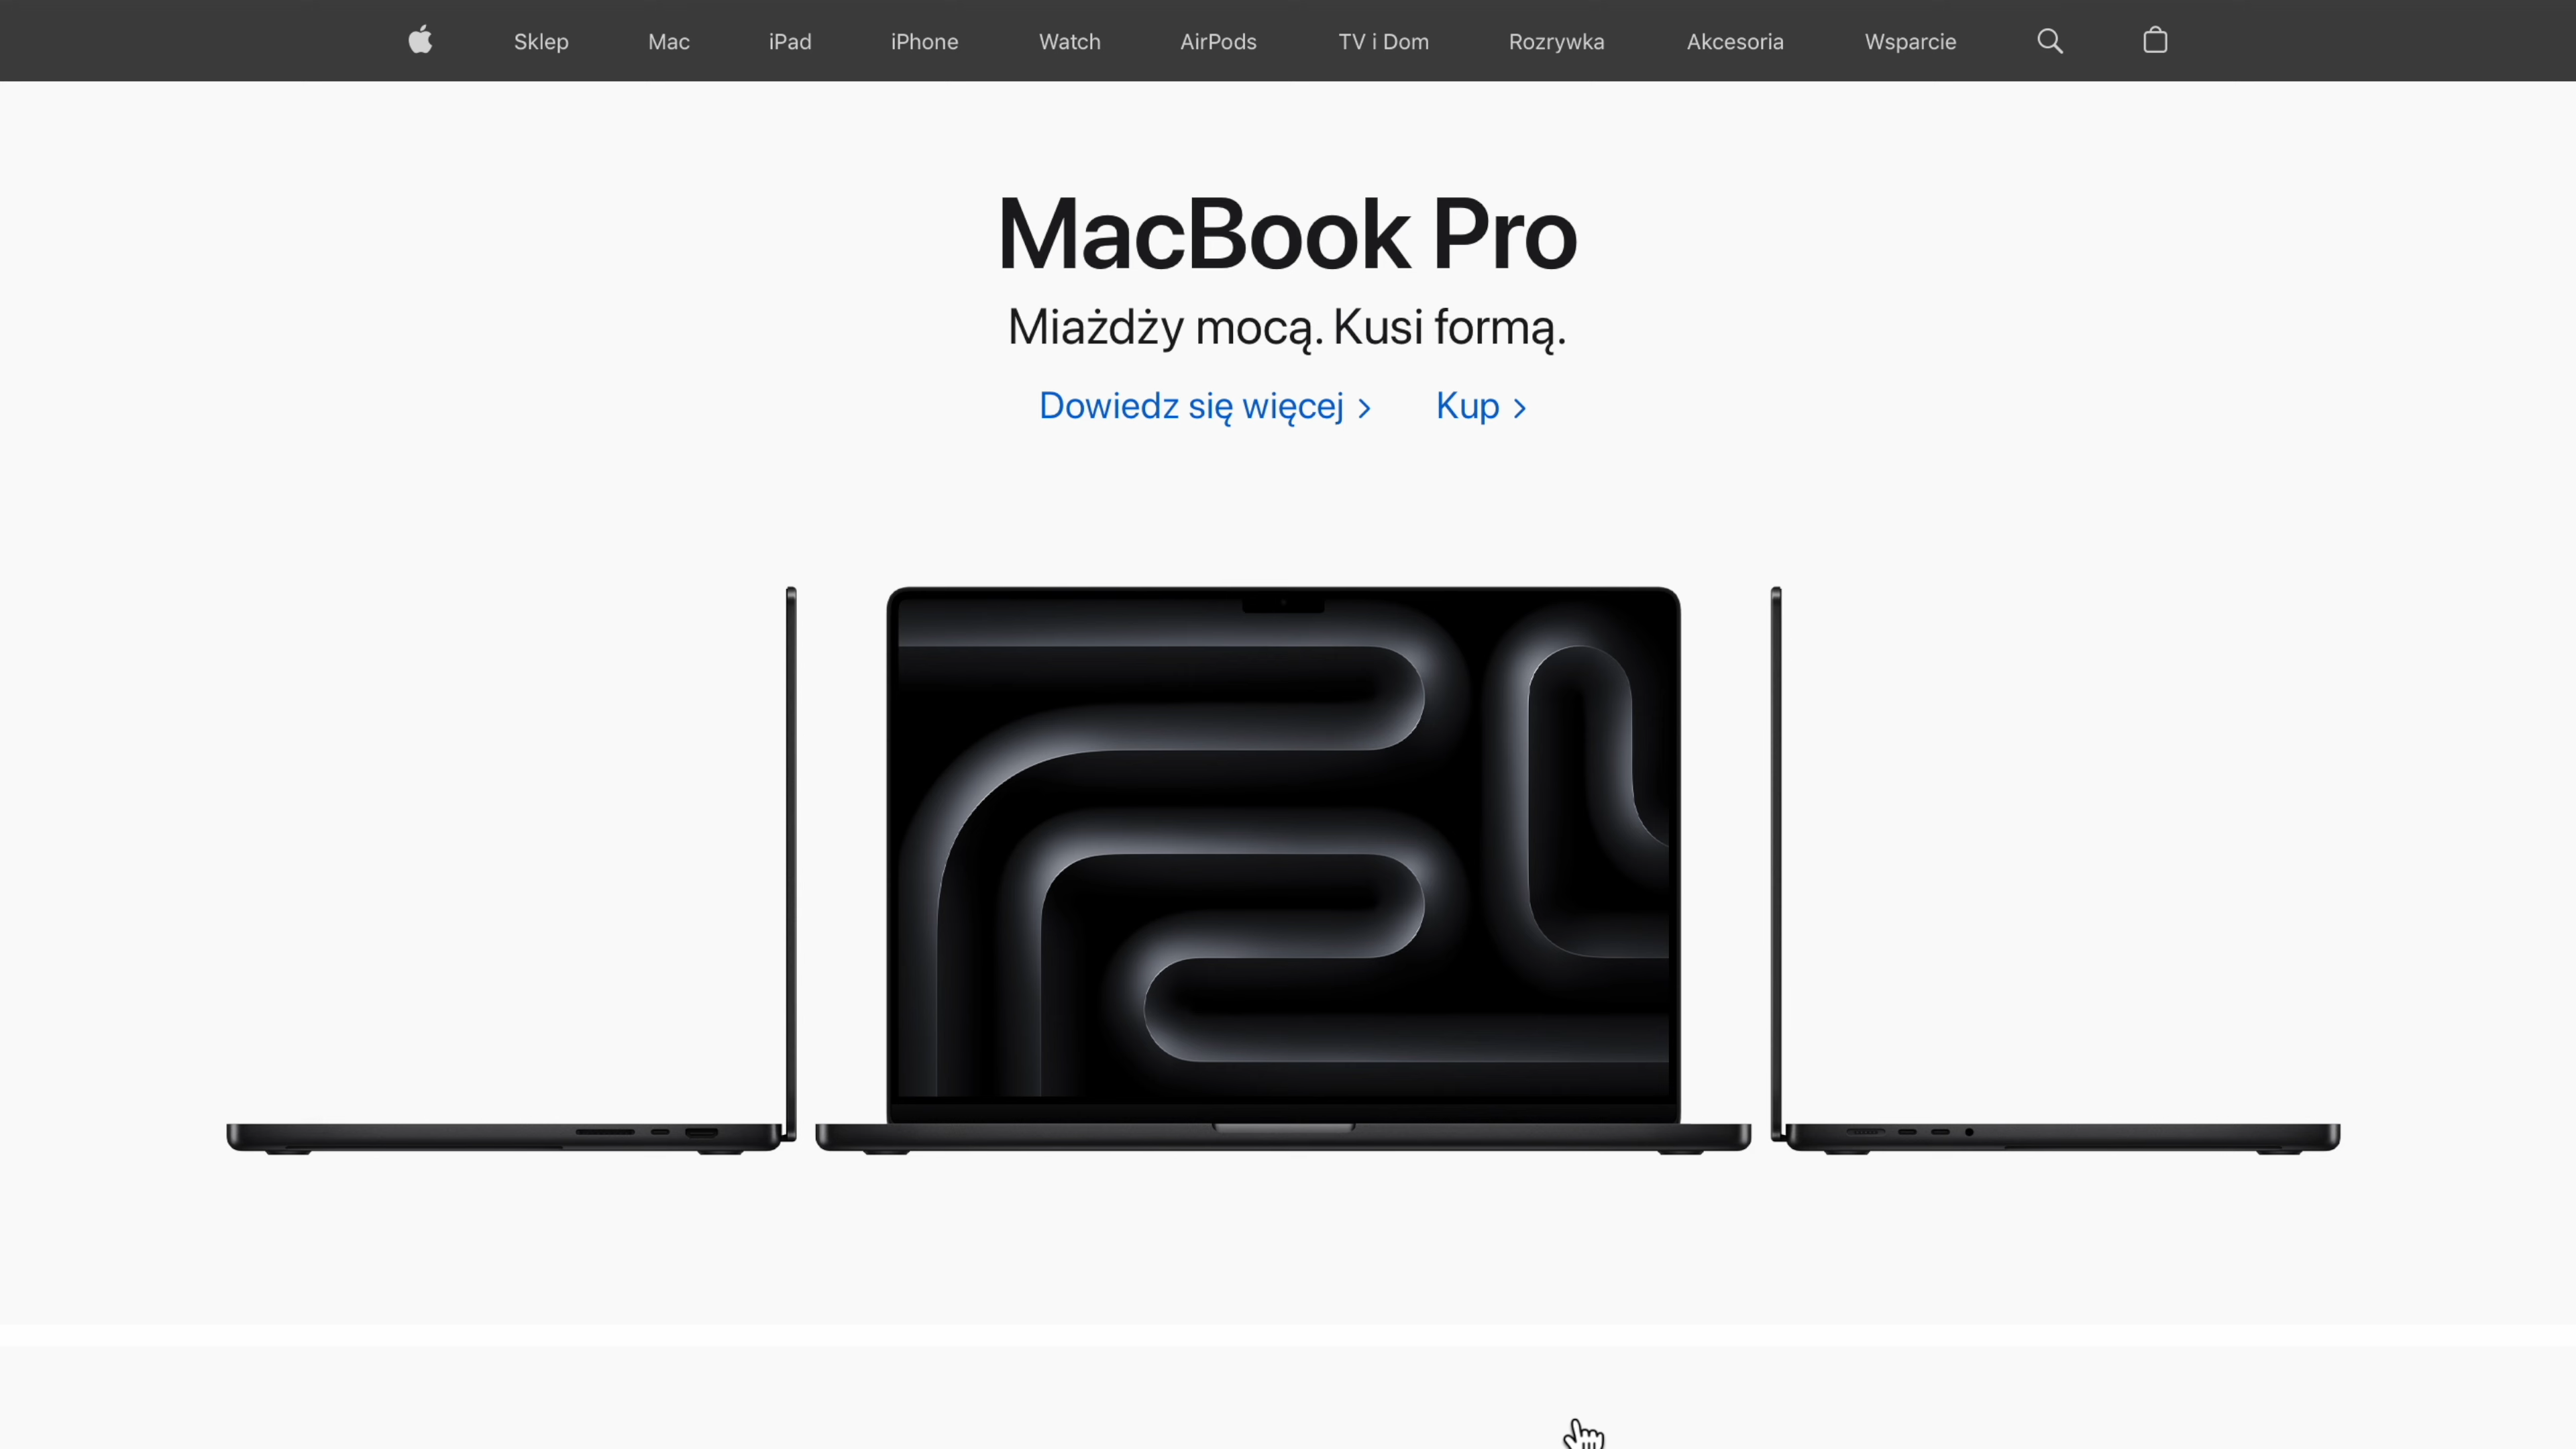 Sklep Mac iPad iPhone Watch AirPods TV i Dom Rozrywka Akcesoria Wsparcie
MacBook Pro
Miażdży mocą. Kusi formą.
Dowiedz się więcej > Kup >